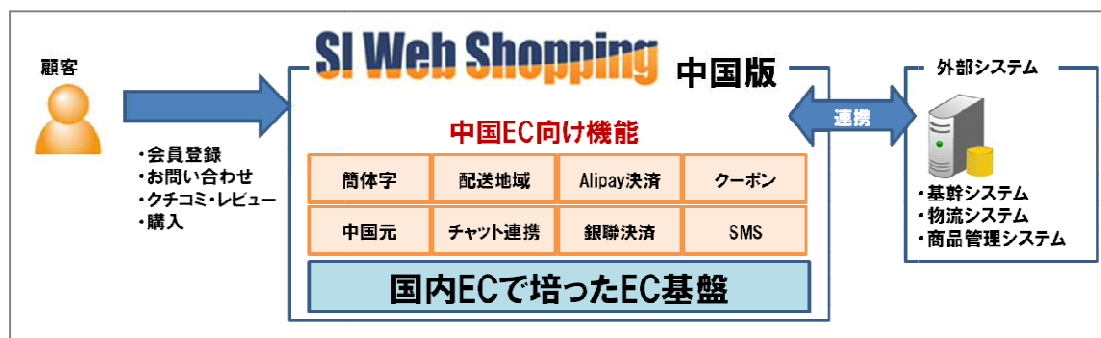 顧客
・会員登録
・お問い合わせ
・クチコミ・レビュー
・購入
SI Web Shopping 中国版
中国EC向け機能
簡体字 配送地域 Alipay決済 クーポン
中国元 チャット連携 銀聯決済 SMS
国内ECで培ったEC基盤
連携
外部システム
・基幹システム
・物流システム
・商品管理システム